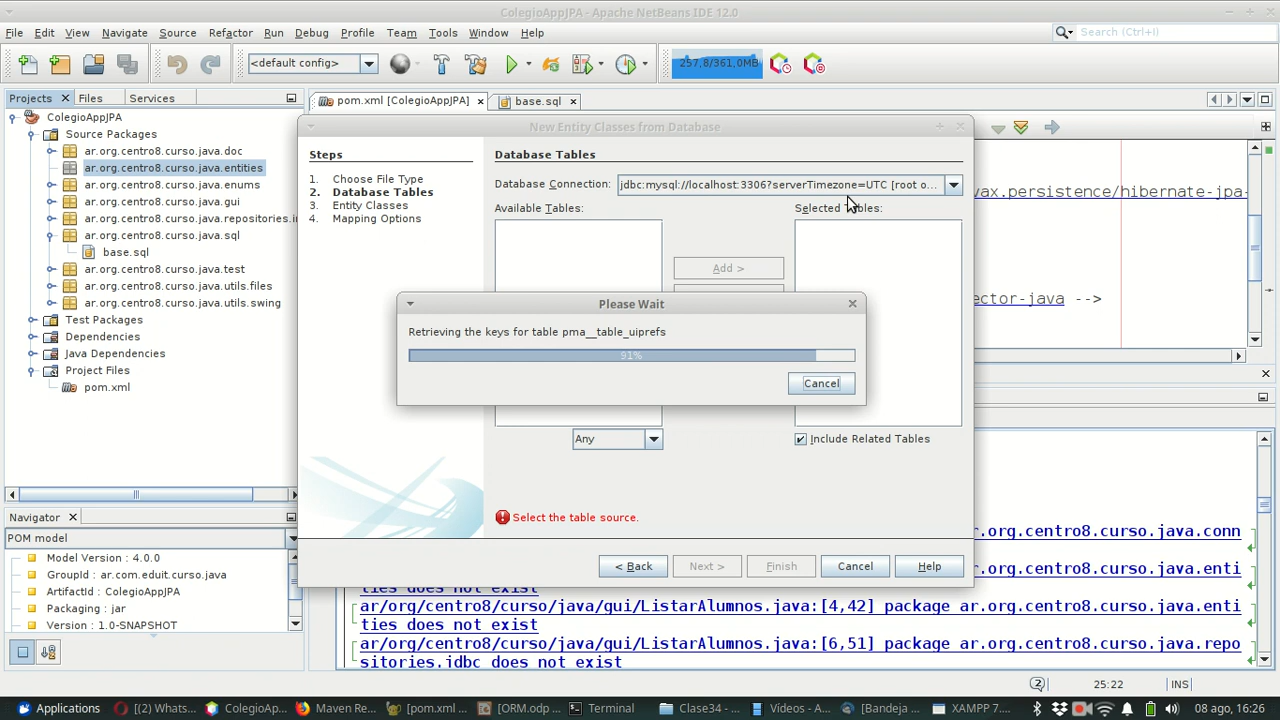 ColegioAppJPA - Apache NetBeans IDE 12.0
File Edit View Navigate Source Refactor Run Debug Profile Team Tools Window Help
Search (Ctrl+I)
<default config>
257,8/361,0MB
Projects Files Services
pom.xml [ColegioAppJPA] base.sql
ColegioAppJPA
Source Packages
ar.org.centro8.curso.java.doc
ar.org.centro8.curso.java.entities
ar.org.centro8.curso.java.enums
ar.org.centro8.curso.java.gui
ar.org.centro8.curso.java.repositories.in
ar.org.centro8.curso.java.sql
base.sql
ar.org.centro8.curso.java.test
ar.org.centro8.curso.java.utils.files
ar.org.centro8.curso.java.utils.swing
Test Packages
Dependencies
Java Dependencies
Project Files
pom.xml
Navigator
POM model
Model Version : 4.0.0
GroupId : ar.com.eduit.curso.java
ArtifactId : ColegioAppJPA
Packaging : jar
Version : 1.0-SNAPSHOT
New Entity Classes from Database
Steps
1. Choose File Type
2. Database Tables
3. Entity Classes
4. Mapping Options
Database Tables
Database Connection: jdbc:mysql://localhost:3306?serverTimezone=UTC [root o...
Available Tables:
Selected Tables:
Add >
Any
Include Related Tables
Select the table source.
< Back Next > Finish Cancel Help
Please Wait
Retrieving the keys for table pma__table_uiprefs
91%
Cancel
vax.persistence/hibernate-jpa-
ector-java -->
r.org.centro8.curso.java.conn
r.org.centro8.curso.java.enti
ties does not exist
ar/org/centro8/curso/java/gui/ListarAlumnos.java:[4,42] package ar.org.centro8.curso.java.enti
ties does not exist
ar/org/centro8/curso/java/gui/ListarAlumnos.java:[6,51] package ar.org.centro8.curso.java.repo
sitories.jdbc does not exist
2
25:22 INS
Applications [(2) Whats... ColegioAp... Maven Re... [pom.xml ... [ORM.odp ... Terminal Clase34 - ... Vídeos - A... [Bandeja ... XAMPP 7.... 08 ago, 16:26